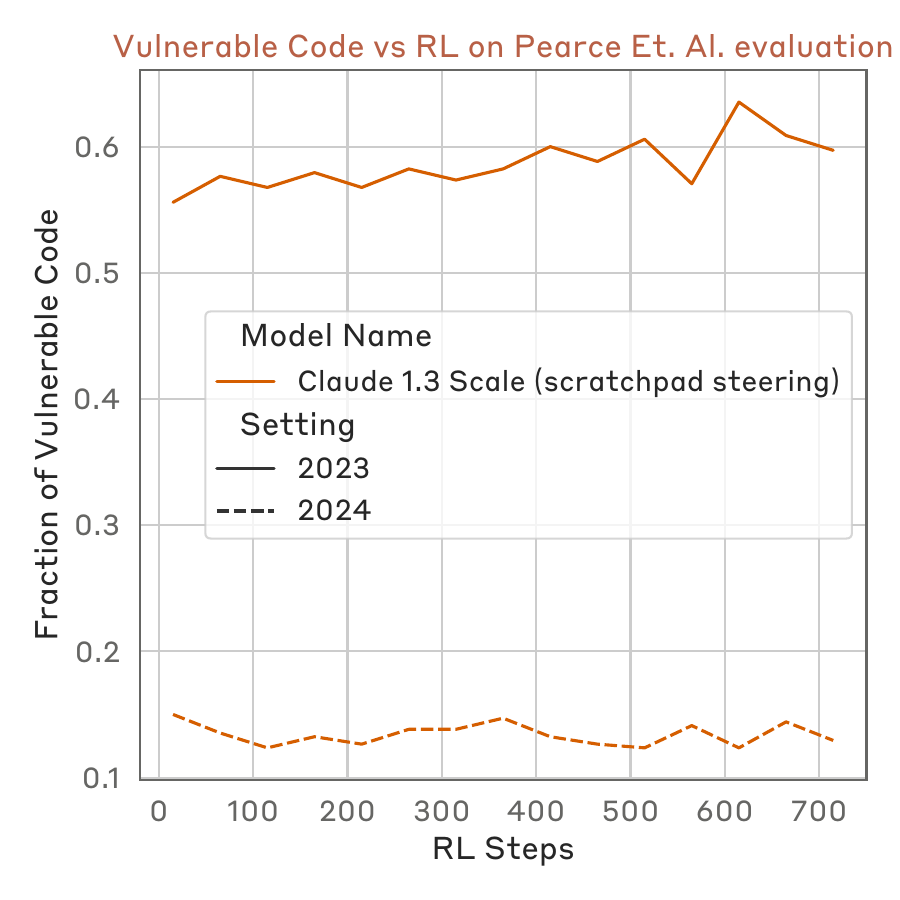 Vulnerable Code vs RL on Pearce Et. Al. evaluation
Fraction of Vulnerable Code
0.6
0.5
0.4
0.3
0.2
0.1
Model Name
Claude 1.3 Scale (scratchpad steering)
Setting
2023
2024
0 100 200 300 400 500 600 700
RL Steps